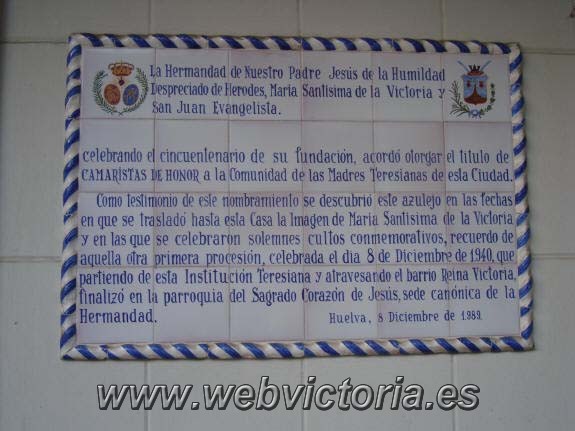 La Hermandad de Nuestro Padre Jesús de la Humildad
Despreciado de Herodes, María Santísima de la Victoria y
San Juan Evangelista.
celebrando el cincuentenario de su fundación, acordó otorgar el título de
CAMARISTAS DE HONOR a la Comunidad de las Madres Teresianas de esta Ciudad.
Como testimonio de este nombramiento se descubrió este azulejo en las fechas
en que se trasladó hasta esta Casa la Imagen de María Santísima de la Victoria
y en las que se celebraron solemnes cultos conmemorativos, recuerdo de
aquella otra primera procesión, celebrada el día 8 de Diciembre de 1940, que
partiendo de esta Institución Teresiana y atravesando el barrio Reina Victoria,
finalizó en la parroquia del Sagrado Corazón de Jesús, sede canónica de la
Hermandad.
Huelva, 8 Diciembre de 1989.
www.webvictoria.es